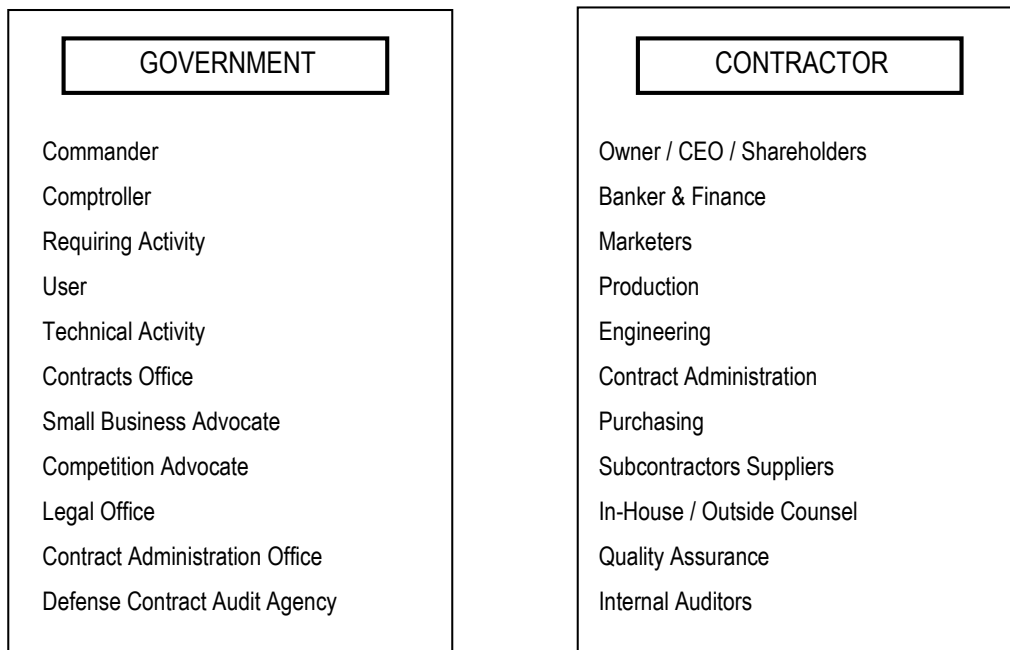 GOVERNMENT
Commander
Comptroller
Requiring Activity
User
Technical Activity
Contracts Office
Small Business Advocate
Competition Advocate
Legal Office
Contract Administration Office
Defense Contract Audit Agency
CONTRACTOR
Owner / CEO / Shareholders
Banker & Finance
Marketers
Production
Engineering
Contract Administration
Purchasing
Subcontractors Suppliers
In-House / Outside Counsel
Quality Assurance
Internal Auditors